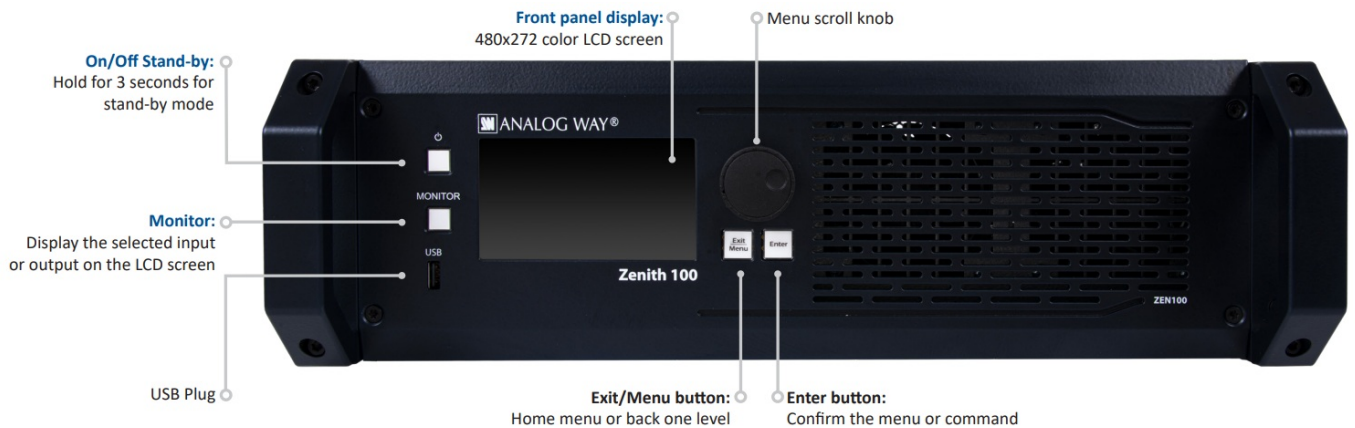 Front panel display:
480x272 color LCD screen
Menu scroll knob
On/Off Stand-by:
Hold for 3 seconds for
stand-by mode
ANALOG WAY®
MONITOR
Monitor:
Display the selected input
or output on the LCD screen
USB
Exit
Menu
Enter
Zenith 100
ZEN100
USB Plug
Exit/Menu button:
Home menu or back one level
Enter button:
Confirm the menu or command